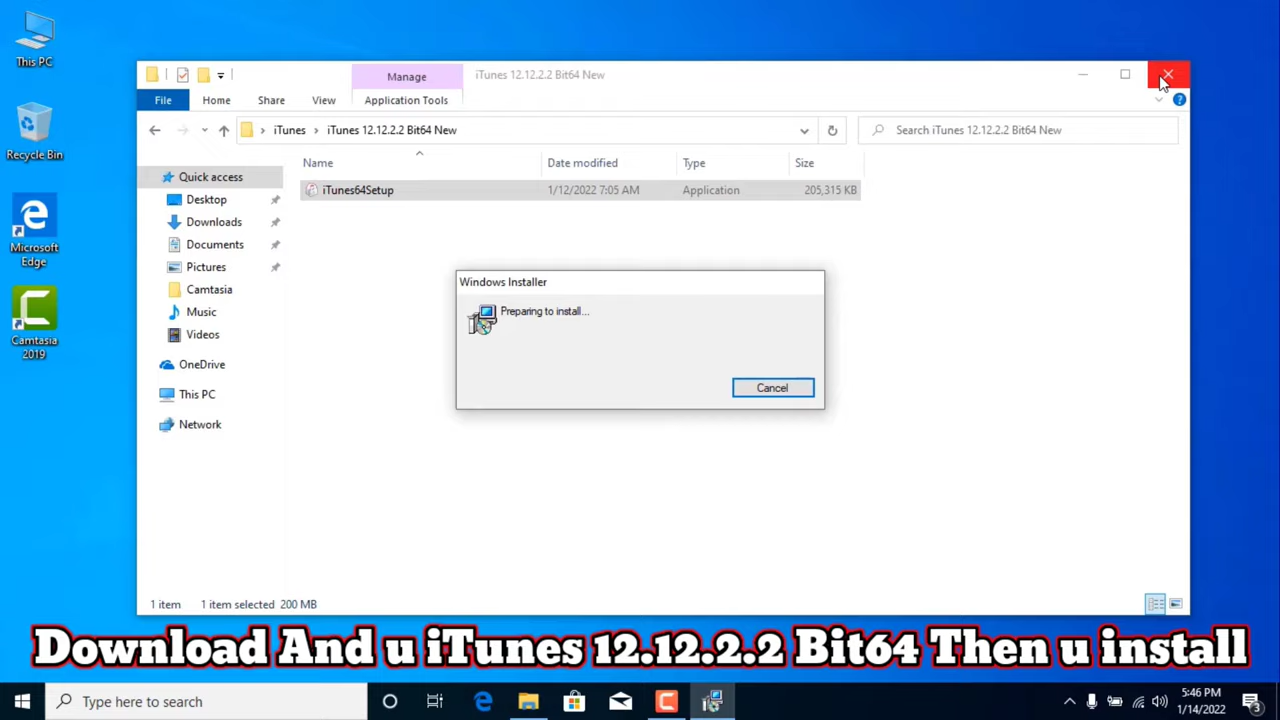 This PC
Recycle Bin
Microsoft
Edge
Camtasia
2019
Manage
iTunes 12.12.2.2 Bit64 New
File
Home
Share
View
Application Tools
iTunes
iTunes 12.12.2.2 Bit64 New
Search iTunes 12.12.2.2 Bit64 New
Name
Date modified
Type
Size
Quick access
iTunes64Setup
1/12/2022 7:05 AM
Application
205,315 KB
Desktop
Downloads
Documents
Pictures
Camtasia
Music
Videos
OneDrive
This PC
Network
Windows Installer
Preparing to install...
Cancel
1 item
1 item selected 200 MB
Download And u iTunes 12.12.2.2 Bit64 Then u install
Type here to search
5:46 PM
1/14/2022
3